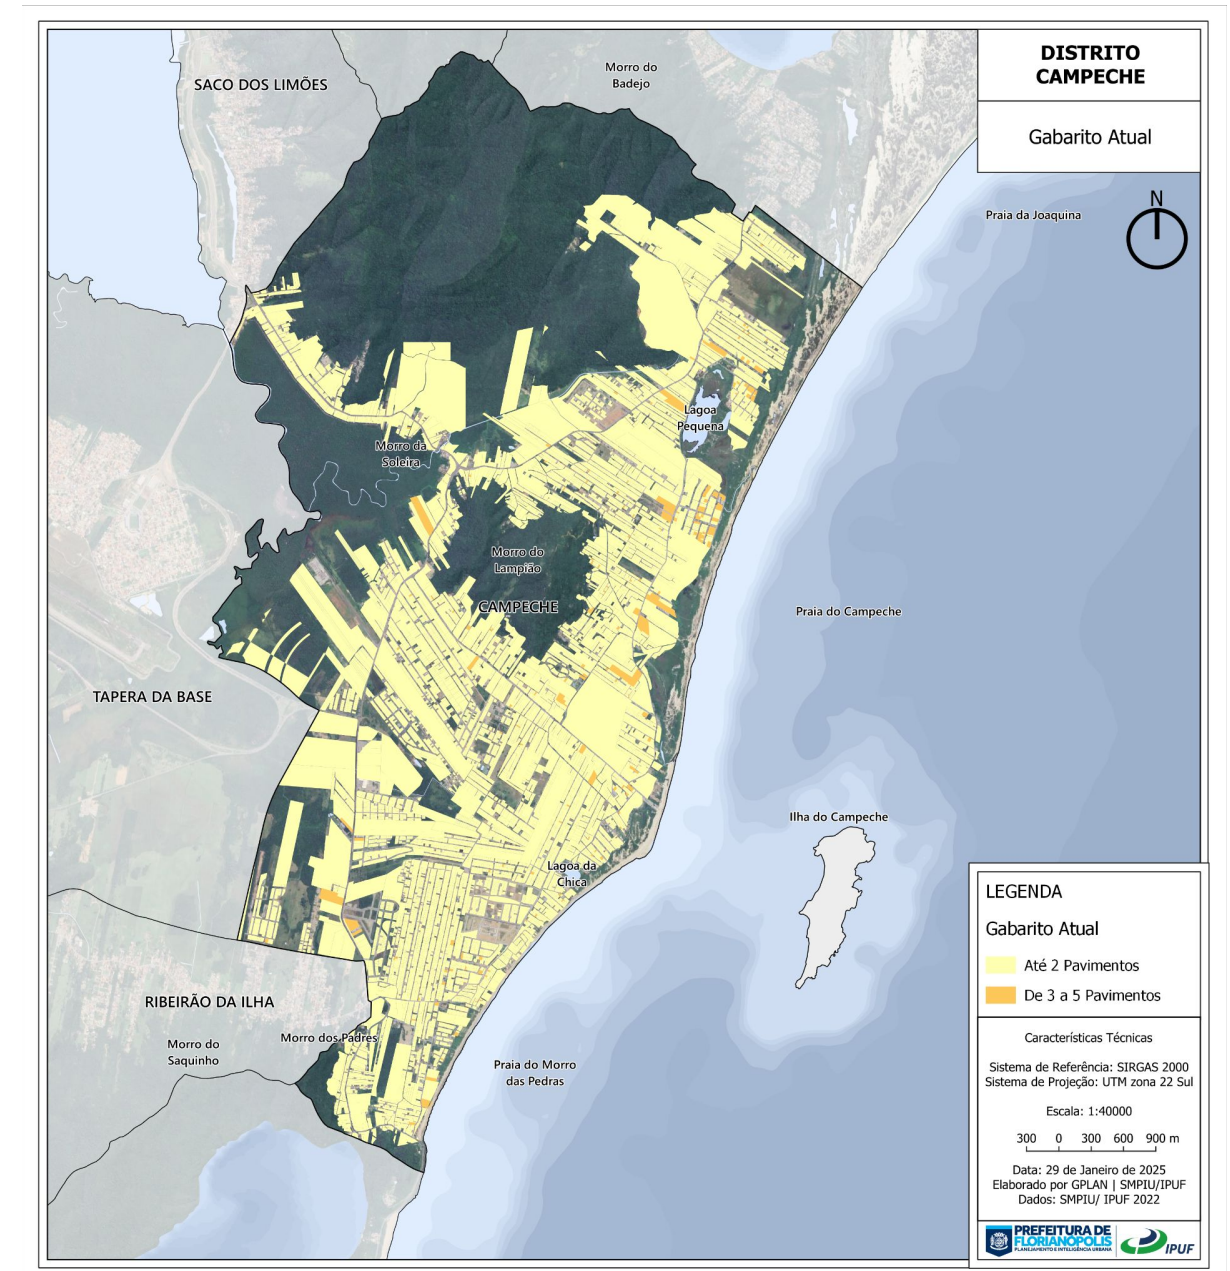 DISTRITO
CAMPECHE
Gabarito Atual
N
SACO DOS LIMÕES
Morro do
Badejo
Praia da Joaquina
Lagoa
Pequena
Morro da
Soleira
Morro do
Lampião
CAMPECHE
Praia do Campeche
TAPERA DA BASE
Ilha do Campeche
Lagoa da
Chica
RIBEIRÃO DA ILHA
Morro dos Padres
Morro do
Saquinho
Praia do Morro
das Pedras
LEGENDA
Gabarito Atual
Até 2 Pavimentos
De 3 a 5 Pavimentos
Características Técnicas
Sistema de Referência: SIRGAS 2000
Sistema de Projeção: UTM zona 22 Sul
Escala: 1:40000
300 0 300 600 900 m
Data: 29 de Janeiro de 2025
Elaborado por GPLAN | SMPIU/IPUF
Dados: SMPIU/ IPUF 2022
PREFEITURA DE
FLORIANÓPOLIS
PLANEJAMENTO E INTELIGÊNCIA URBANA
IPUF